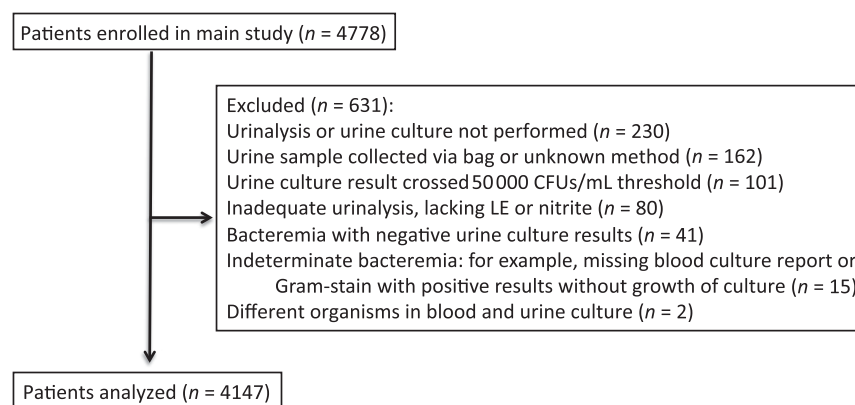 Patients enrolled in main study (n = 4778)
Excluded (n = 631):
Urinalysis or urine culture not performed (n = 230)
Urine sample collected via bag or unknown method (n = 162)
Urine culture result crossed 50 000 CFUs/mL threshold (n = 101)
Inadequate urinalysis, lacking LE or nitrite (n = 80)
Bacteremia with negative urine culture results (n = 41)
Indeterminate bacteremia: for example, missing blood culture report or
Gram-stain with positive results without growth of culture (n = 15)
Different organisms in blood and urine culture (n = 2)
Patients analyzed (n = 4147)